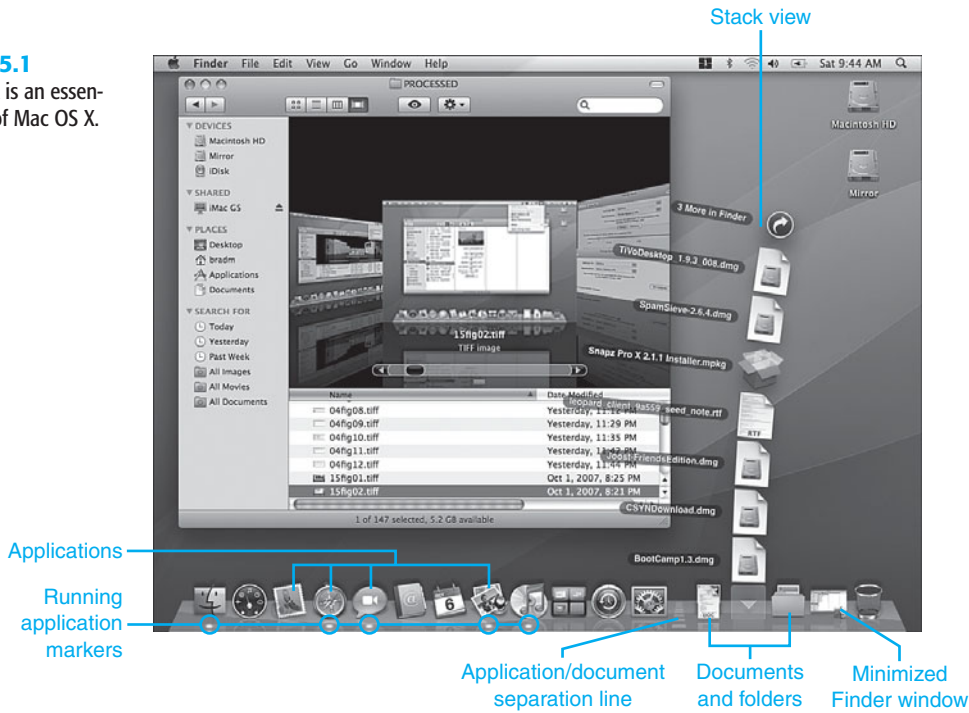 Stack view
5.1
is an essen-
of Mac OS X.
Finder File Edit View Go Window Help
Sat 9:44 AM
PROCESSED
DEVICES
Macintosh HD
Mirror
iDisk
SHARED
iMac G5
PLACES
Desktop
bradm
Applications
Documents
SEARCH FOR
Today
Yesterday
Past Week
All Images
All Movies
All Documents
15fig02.tiff
TIFF image
Name Date Modified
04fig08.tiff Yesterday, 11:12 PM
04fig09.tiff Yesterday, 11:29 PM
04fig10.tiff Yesterday, 11:35 PM
04fig11.tiff Yesterday,
04fig12.tiff Yesterday, 11:44 PM
15fig01.tiff Oct 1, 2007, 8:25 PM
15fig02.tiff Oct 1, 2007, 8:21 PM
1 of 147 selected, 5.2 GB available
Macintosh HD
Mirror
3 More in Finder
TiVoDesktop_1.9.3_008.dmg
SpamSieve-2.6.4.dmg
Snapz Pro X 2.1.1 Installer.mpkg
leopard_client_9a559_seed_note.rtf
RTF
Joost-FriendsEdition.dmg
CSYNDownload.dmg
BootCamp1.3.dmg
6
Applications
Running
application
markers
Application/document
separation line
Documents
and folders
Minimized
Finder window